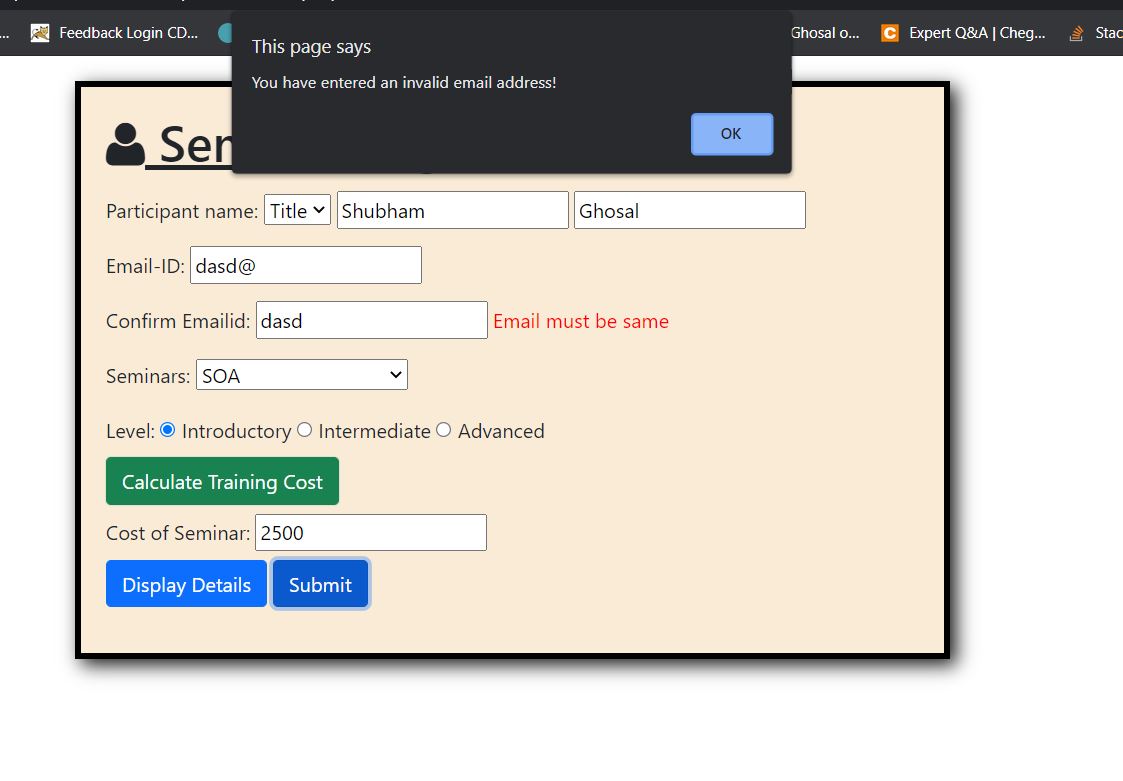 ... Feedback Login CD... Ghosal o... Expert Q&A | Cheg... Stac
This page says
You have entered an invalid email address!
OK
Sen
Participant name: Title Shubham Ghosal
Email-ID: dasd@
Confirm Emailid: dasd Email must be same
Seminars: SOA
Level: Introductory Intermediate Advanced
Calculate Training Cost
Cost of Seminar: 2500
Display Details Submit